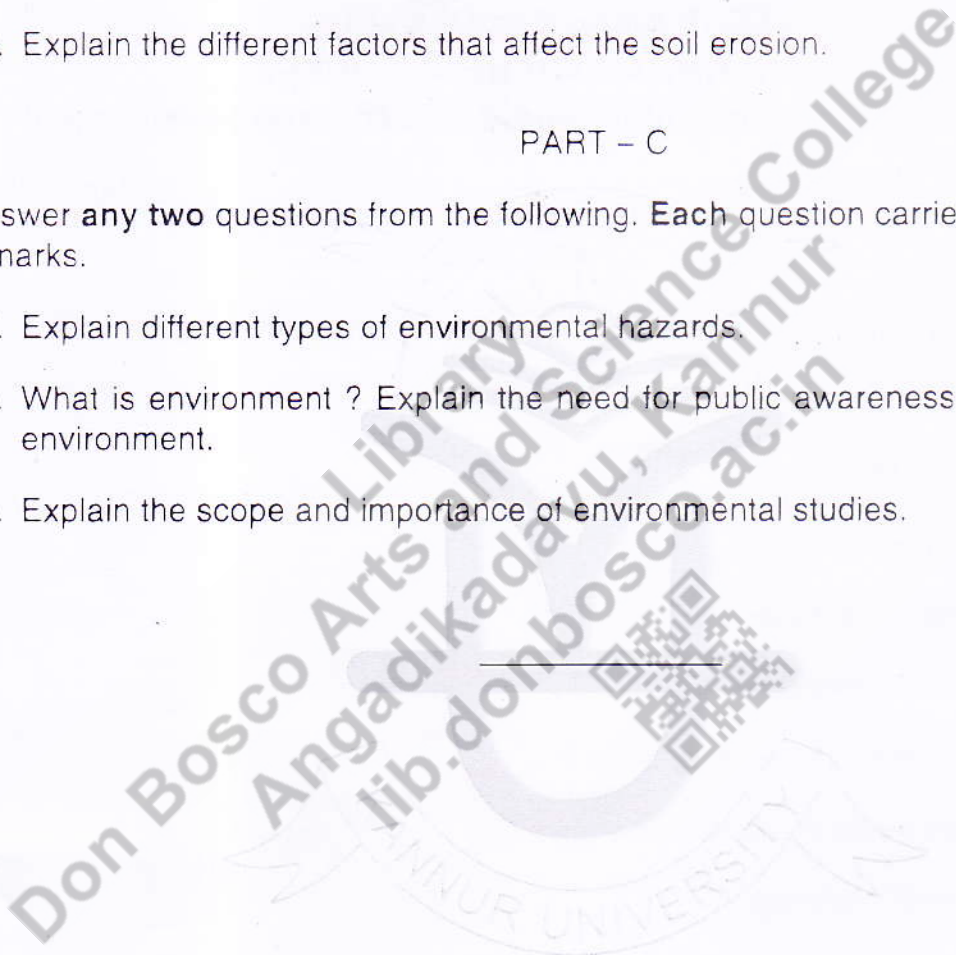 . Explain the different factors that affect the soil erosion.
PART – C
swer any two questions from the following. Each question carrie
narks.
. Explain different types of environmental hazards.
. What is environment ? Explain the need for public awareness
environment.
. Explain the scope and importance of environmental studies.
Library
Don Bosco Arts and Science College
Angadikadavu, Kannur
lib.donbosco.ac.in
ANNUR UNIVERSITY